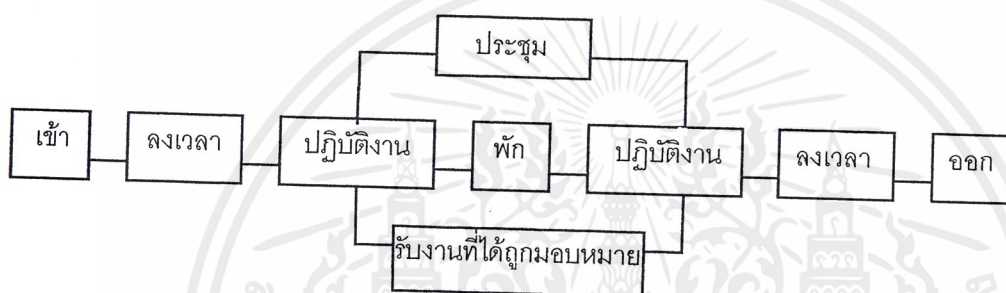 ประชุม
เข้า ลงเวลา ปฏิบัติงาน พัก ปฏิบัติงาน ลงเวลา ออก
รับงานที่ได้ถูกมอบหมาย